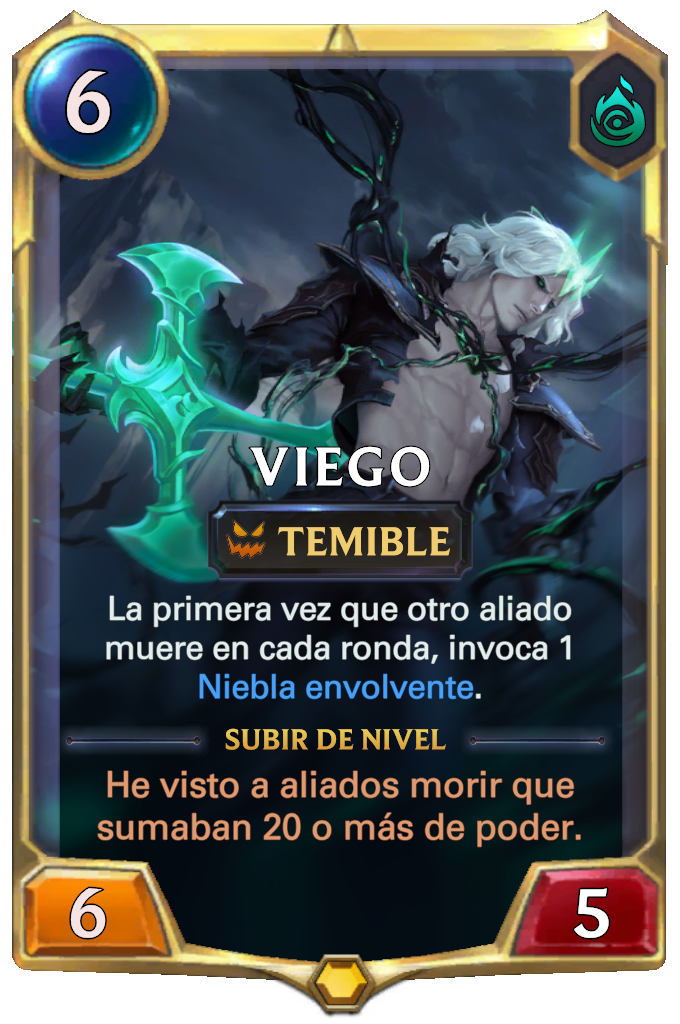 6
VIEGO
TEMIBLE
La primera vez que otro aliado
muere en cada ronda, invoca 1
Niebla envolvente.
SUBIR DE NIVEL
He visto a aliados morir que
sumaban 20 o más de poder.
6
5